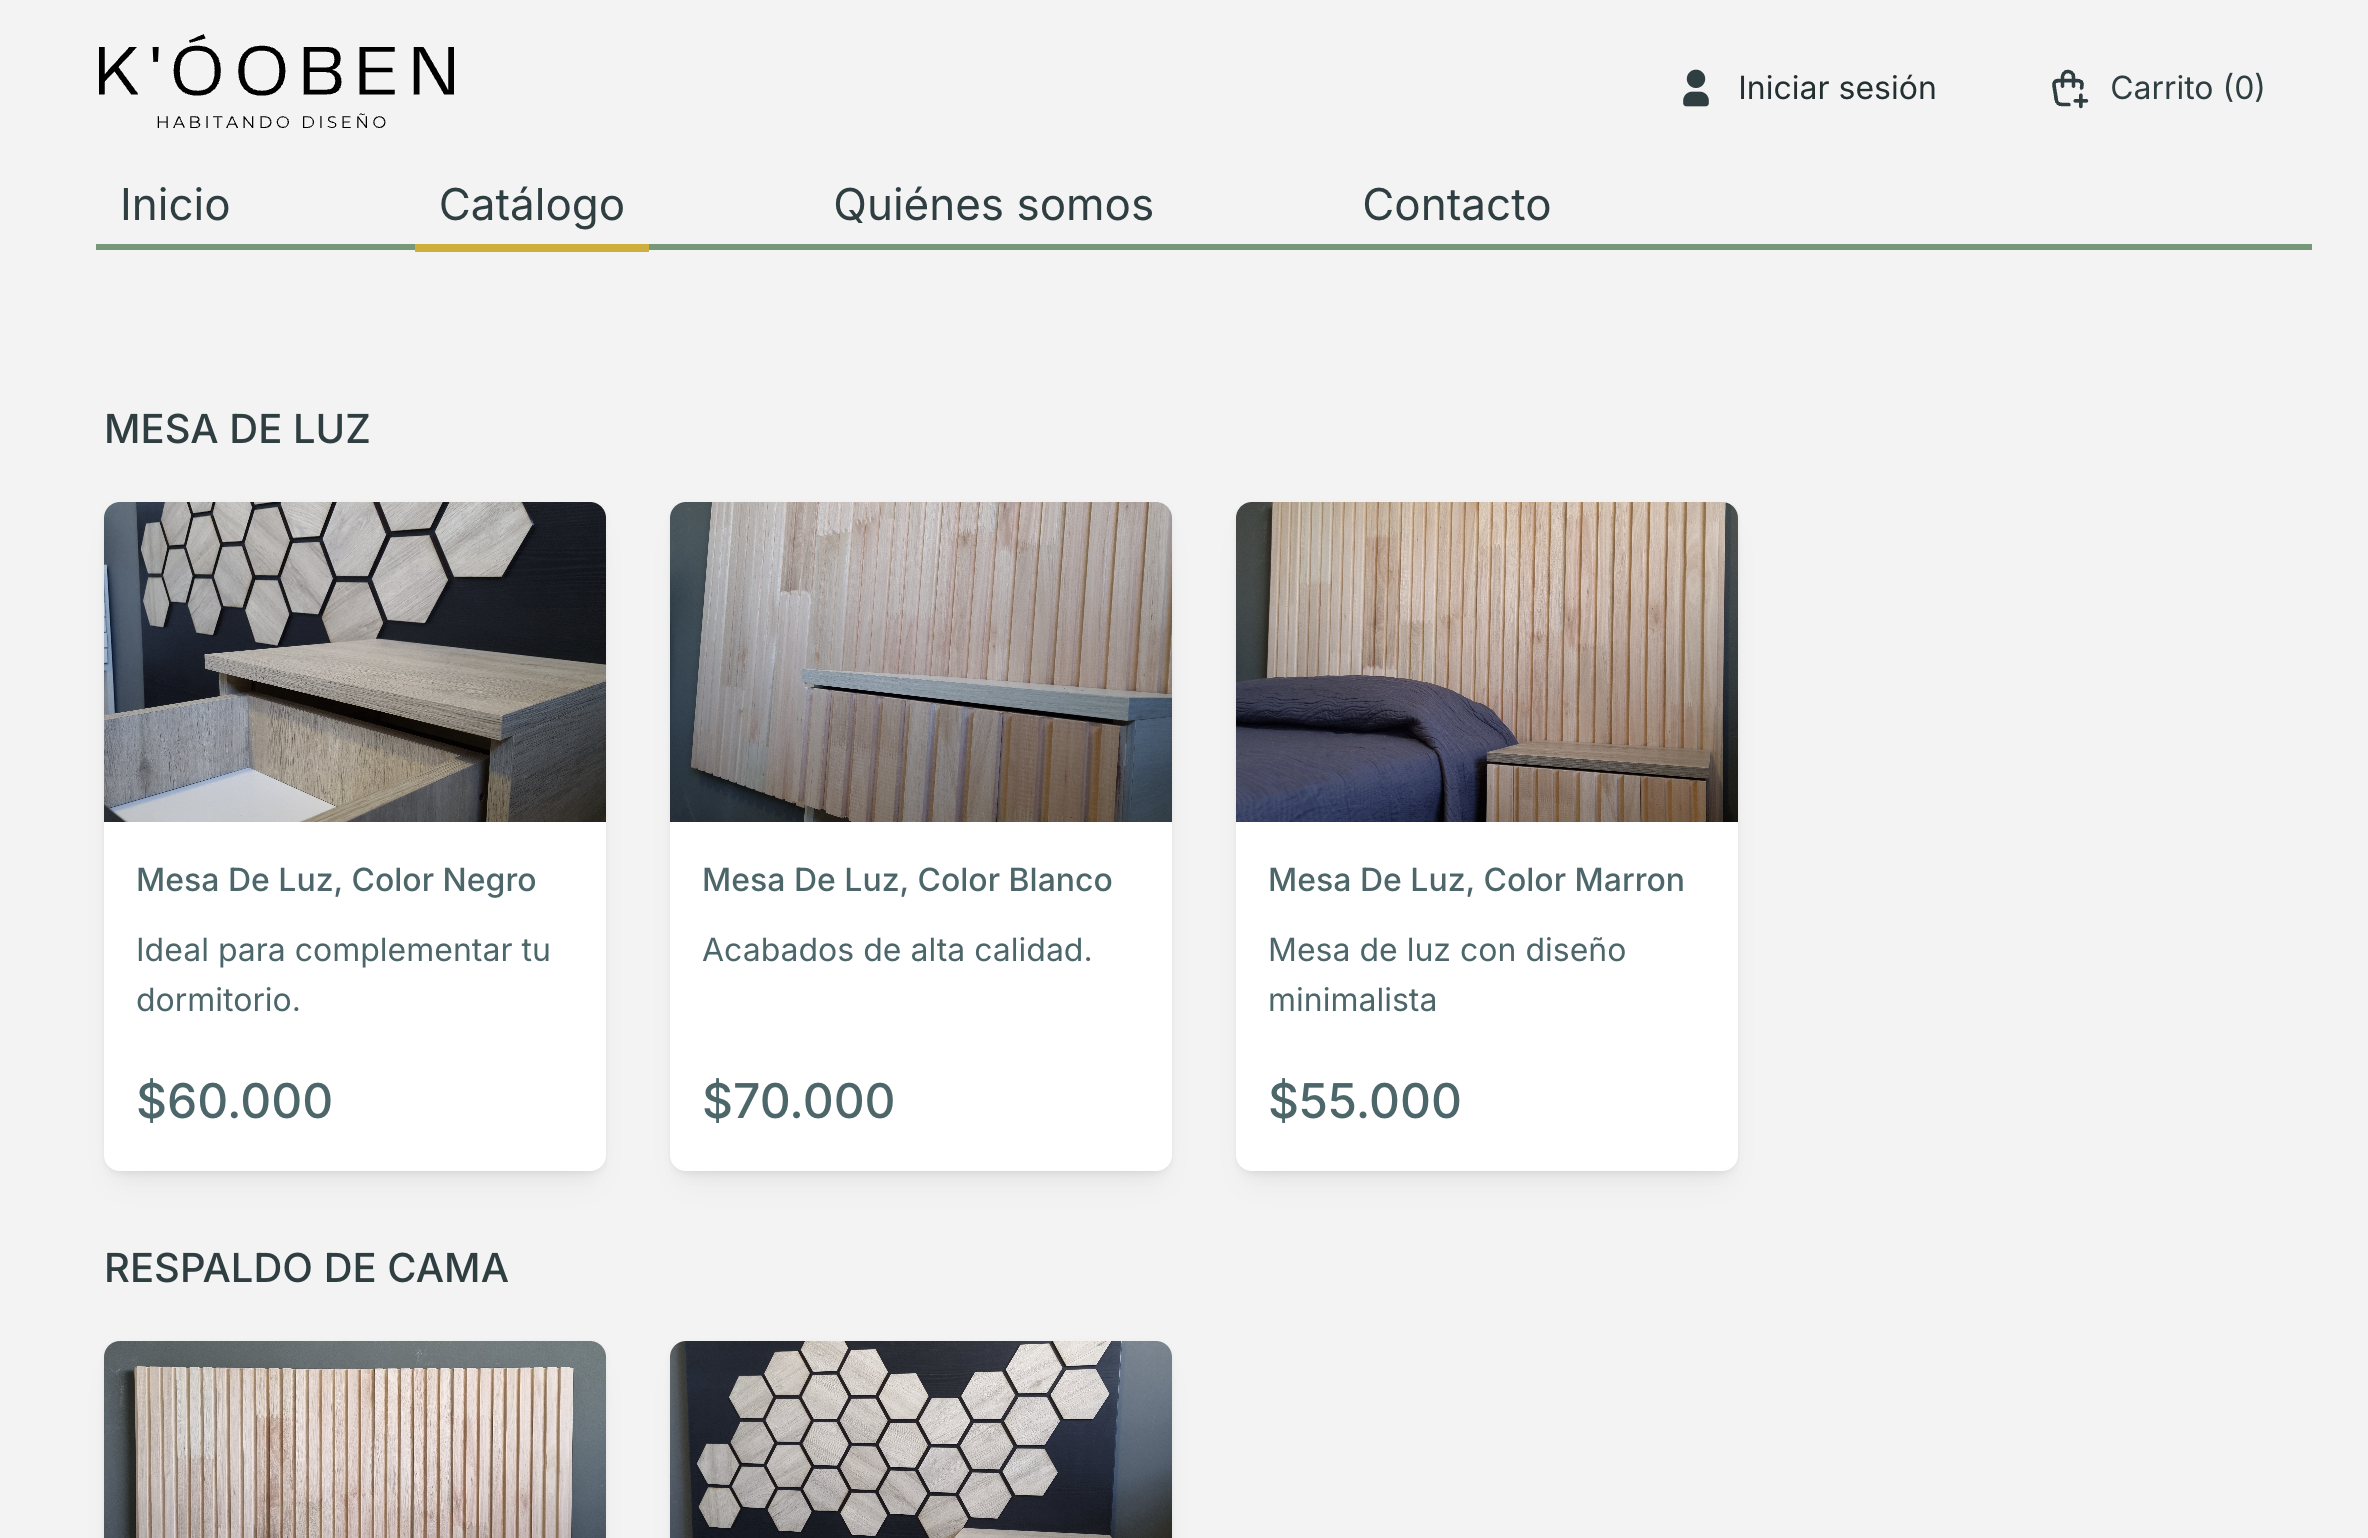 K'ÓOBEN
HABITANDO DISEÑO
Iniciar sesión
Carrito (0)
Inicio
Catálogo
Quiénes somos
Contacto
MESA DE LUZ
Mesa De Luz, Color Negro
Ideal para complementar tu
dormitorio.
$60.000
Mesa De Luz, Color Blanco
Acabados de alta calidad.
$70.000
Mesa De Luz, Color Marron
Mesa de luz con diseño
minimalista
$55.000
RESPALDO DE CAMA